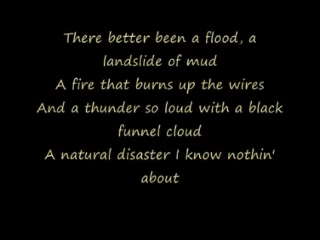 There better been a flood, a
landslide of mud
A fire that burns up the wires
And a thunder so loud with a black
funnel cloud
A natural disaster I know nothin'
about